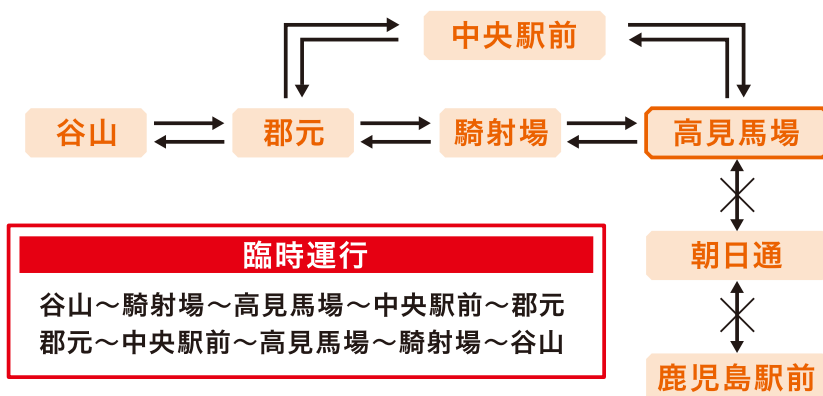 中央駅前
谷山
郡元
騎射場
高見馬場
朝日通
鹿児島駅前
臨時運行
谷山～騎射場～高見馬場～中央駅前～郡元
郡元～中央駅前～高見馬場～騎射場～谷山